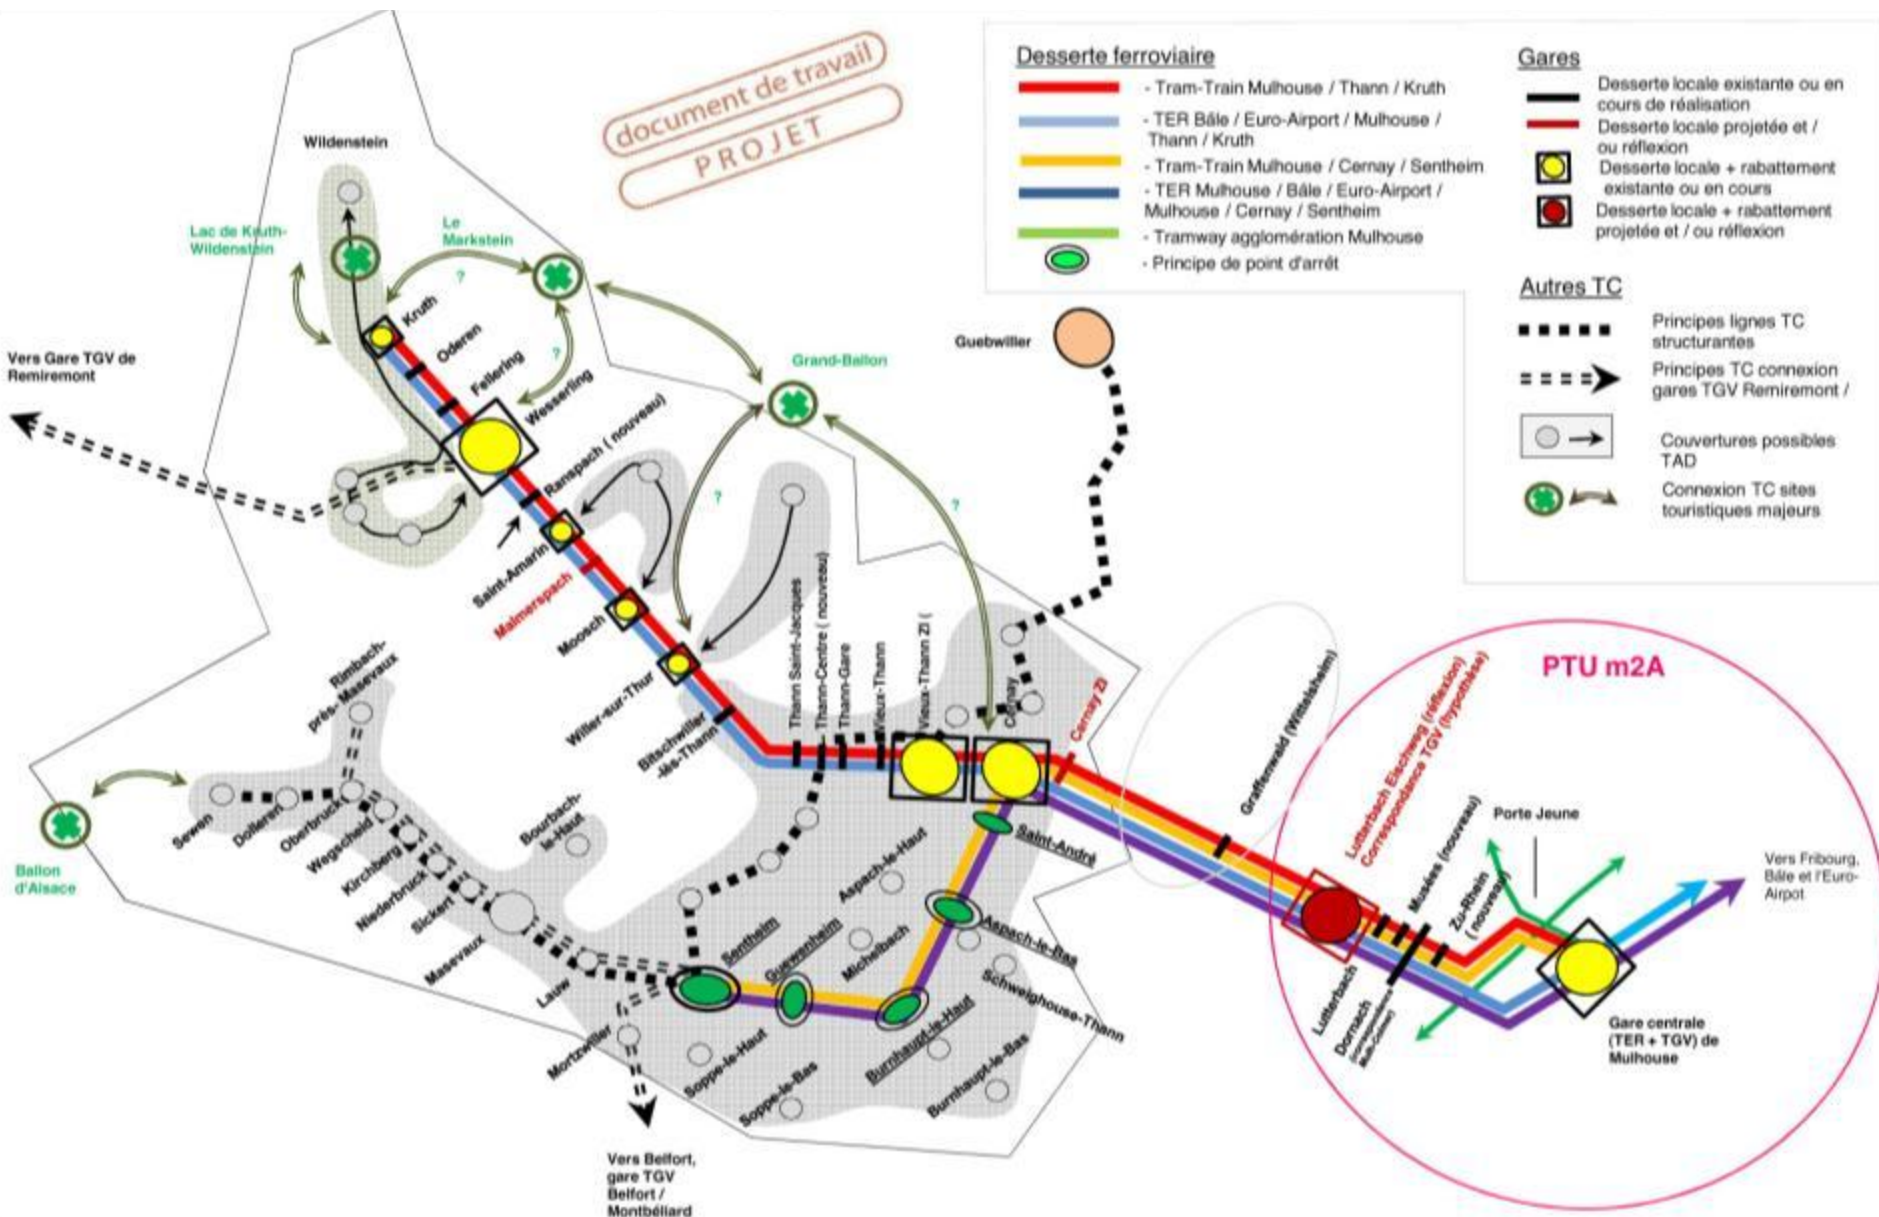 document de travail
PROJET
Desserte ferroviaire
- Tram-Train Mulhouse / Thann / Kruth
- TER Bâle / Euro-Airport / Mulhouse /
Thann / Kruth
- Tram-Train Mulhouse / Cernay / Sentheim
- TER Mulhouse / Bâle / Euro-Airport /
Mulhouse / Cernay / Sentheim
- Tramway agglomération Mulhouse
- Principe de point d'arrêt
Gares
Desserte locale existante ou en
cours de réalisation
Desserte locale projetée et /
ou réflexion
Desserte locale + rabattement
existante ou en cours
Desserte locale + rabattement
projetée et / ou réflexion
Autres TC
Principes lignes TC
structurantes
Principes TC connexion
gares TGV Remiremont /
Couvertures possibles
TAD
Connexion TC sites
touristiques majeurs
Wildenstein
Lac de Kruth-
Wildenstein
Le
Markstein
?
?
Kruth
Oderen
Fellering
Wesserling
Ranspach ( nouveau)
Vers Gare TGV de
Remiremont
Grand-Ballon
?
?
Guebwiller
Saint-Amarin
Malmerspach
Moosch
Willer-sur-Thur
Bitschwiller
-lès-Thann
Thann Saint-Jacques
Thann-Centre ( nouveau)
Thann-Gare
Vieux-Thann
Vieux-Thann ZI (
Cernay
Cernay ZI
Graffenwald (Wittelsheim)
PTU m2A
Lutterbach Eischweg (réflexion)
Correspondance TGV (hypothèse)
Musées (nouveau)
Zu-Rhein
( nouveau)
Porte Jeune
Vers Fribourg,
Bâle et l'Euro-
Airpot
Lutterbach
Dornach
Gare centrale
(TER + TGV) de
Mulhouse
Rimbach-
près- Masevaux
Ballon
d'Alsace
Sewen
Dolleren
Oberbruck
Wegscheid
Kirchberg
Niederbruck
Sickert
Masevaux
Lauw
Bourbach-
le-Haut
Mortzwiller
Sentheim
Guewenheim
Michelbach
Aspach-le-Haut
Saint-André
Aspach-le-Bas
Schweighouse-Thann
Burnhaupt-le-Haut
Burnhaupt-le-Bas
Soppe-le-Haut
Soppe-le-Bas
Vers Belfort,
gare TGV
Belfort /
Montbéliard